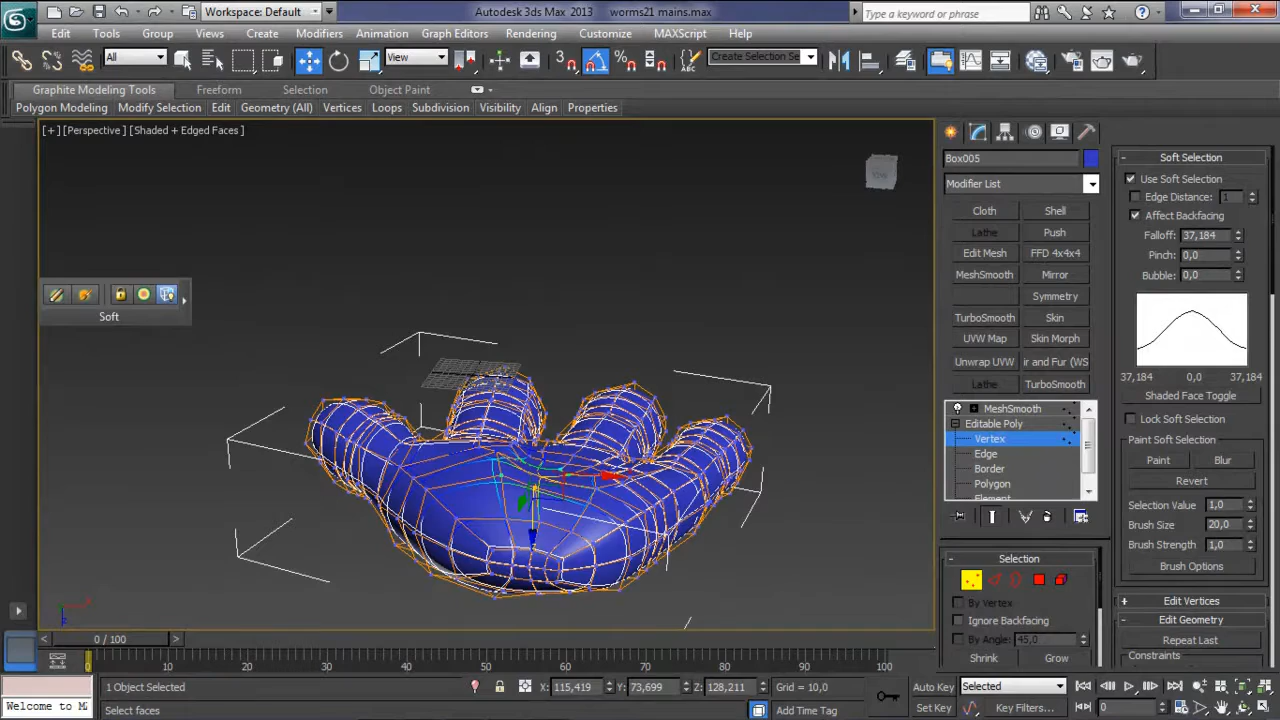 Workspace: Default
Autodesk 3ds Max 2013 worms21 mains.max
Type a keyword or phrase
Edit Tools Group Views Create Modifiers Animation Graph Editors Rendering Customize MAXScript Help
All View 3 % Create Selection Se
Graphite Modeling Tools Freeform Selection Object Paint
Polygon Modeling Modify Selection Edit Geometry (All) Vertices Loops Subdivision Visibility Align Properties
[+] [Perspective] [Shaded + Edged Faces]
Soft
Box005
Modifier List
Cloth Shell
Lathe Push
Edit Mesh FFD 4x4x4
MeshSmooth Mirror
Symmetry
TurboSmooth Skin
UVW Map Skin Morph
Unwrap UVW ir and Fur (WS
Lathe TurboSmooth
MeshSmooth
Editable Poly
Vertex
Edge
Border
Polygon
Element
Selection
By Vertex
Ignore Backfacing
By Angle: 45,0
Shrink Grow
Soft Selection
Use Soft Selection
Edge Distance: 1
Affect Backfacing
Falloff: 37,184
Pinch: 0,0
Bubble: 0,0
37,184 0,0 37,184
Shaded Face Toggle
Lock Soft Selection
Paint Soft Selection
Paint Blur
Revert
Selection Value 1,0
Brush Size 20,0
Brush Strength 1,0
Brush Options
Edit Vertices
Edit Geometry
Repeat Last
Constraints
< 0 / 100 >
0 10 20 30 40 50 60 70 80 90 100
1 Object Selected X: 115,419 Y: 73,699 Z: 128,211 Grid = 10,0 Auto Key Selected
Welcome to M
Select faces Add Time Tag Set Key Key Filters... 0